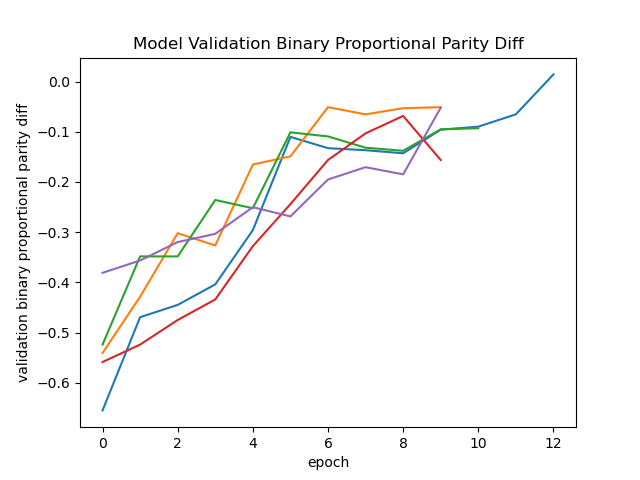 Model Validation Binary Proportional Parity Diff
validation binary proportional parity diff
0.0
−0.1
−0.2
−0.3
−0.4
−0.5
−0.6
0 2 4 6 8 10 12
epoch